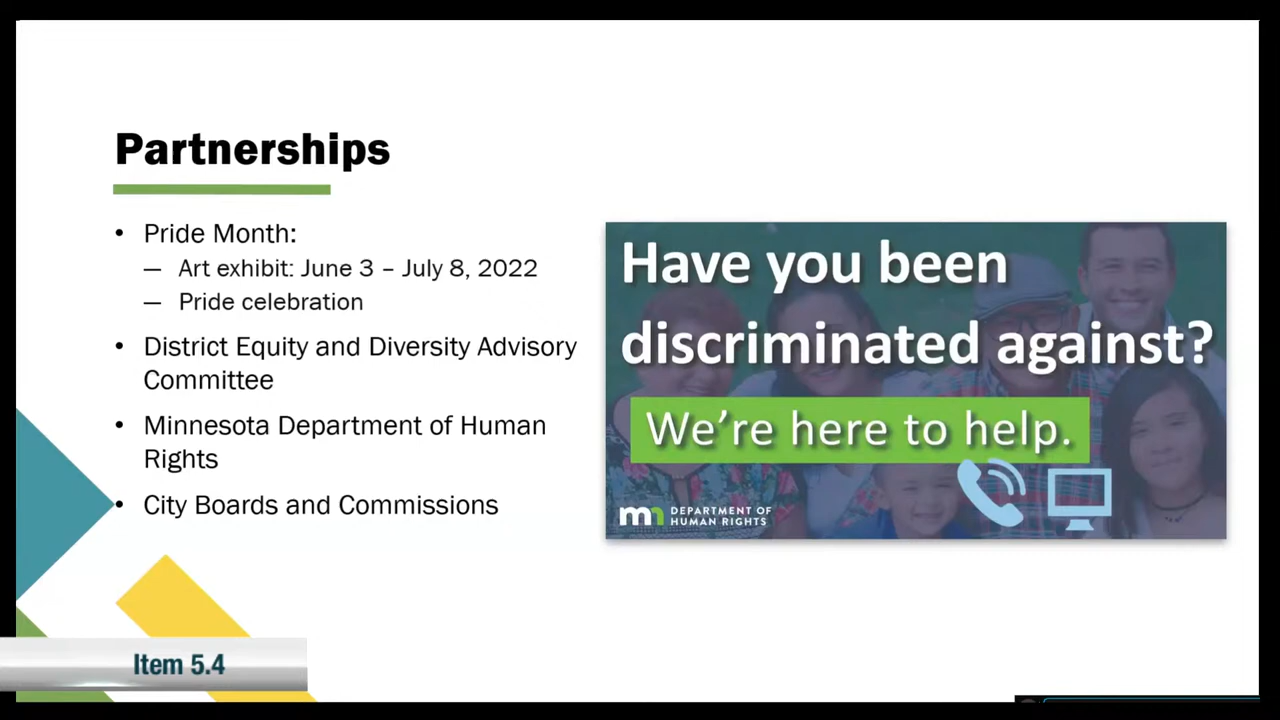 Partnerships
• Pride Month:
— Art exhibit: June 3 – July 8, 2022
— Pride celebration
• District Equity and Diversity Advisory
Committee
• Minnesota Department of Human
Rights
• City Boards and Commissions
Have you been
discriminated against?
We're here to help.
mn DEPARTMENT OF
HUMAN RIGHTS
Item 5.4